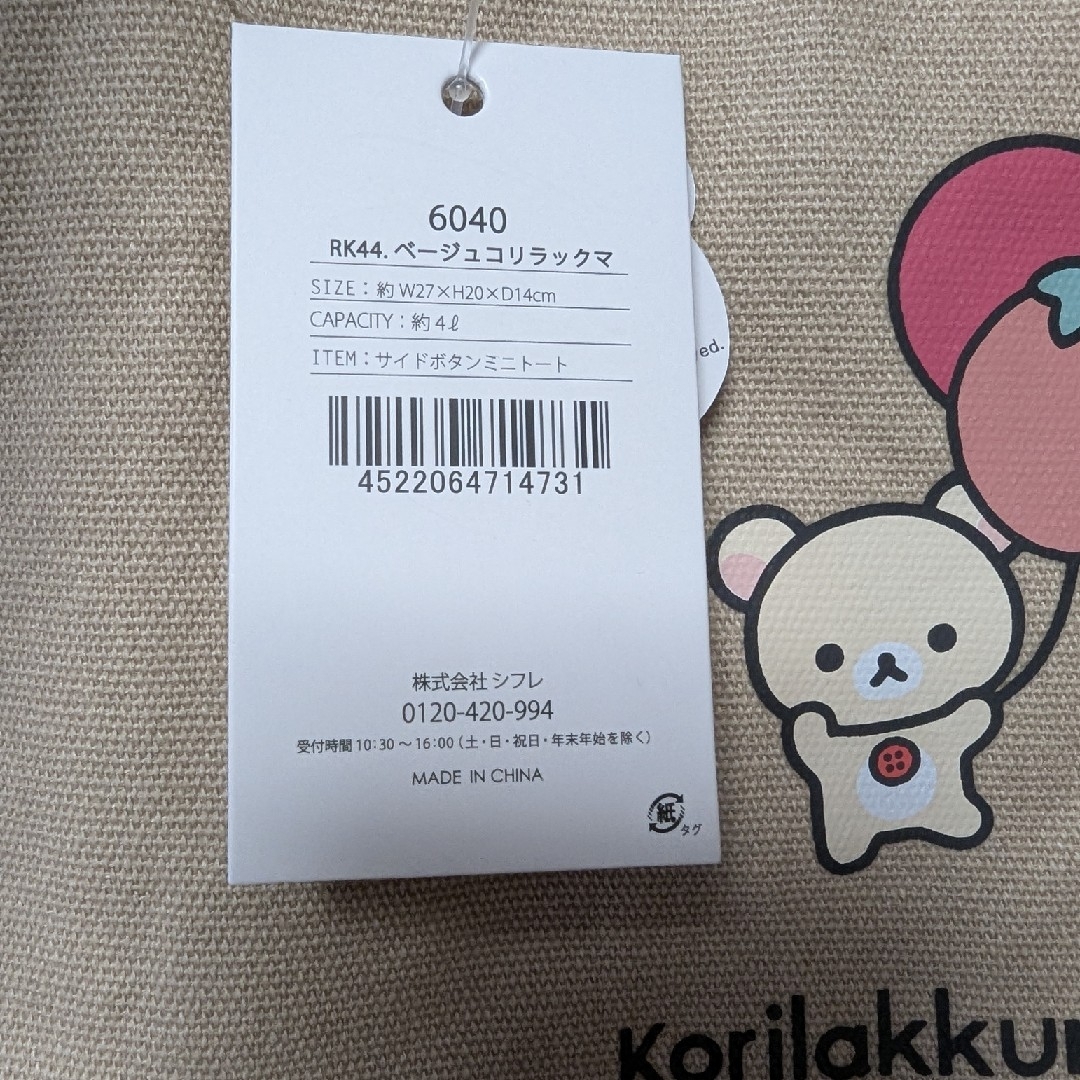 6040
RK44.ベージュコリラックマ
SIZE：約 W27×H20×D14cm
CAPACITY：約 4ℓ
ITEM：サイドボタンミニトート
4522064714731
株式会社シフレ
0120-420-994
受付時間 10:30 〜 16:00（土・日・祝日・年末年始を除く）
MADE IN CHINA
紙
タグ
ved.
Korilakkum